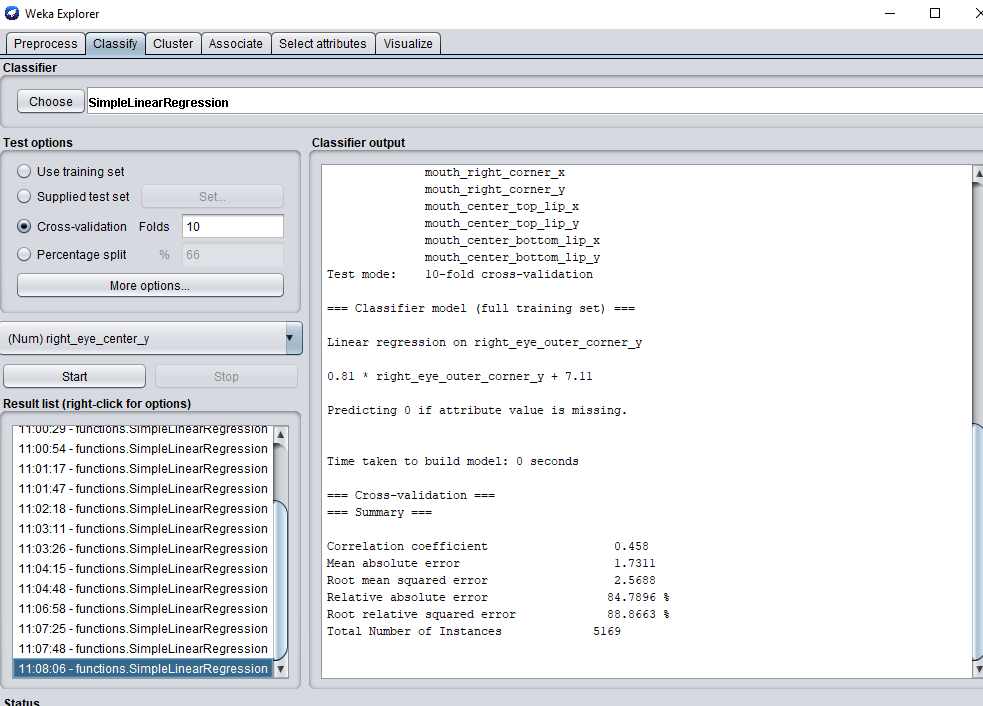 Weka Explorer
Preprocess Classify Cluster Associate Select attributes Visualize
Classifier
Choose SimpleLinearRegression
Test options
Use training set
Supplied test set Set...
Cross-validation Folds 10
Percentage split % 66
More options...
(Num) right_eye_center_y
Start Stop
Result list (right-click for options)
11:00:29 - functions.SimpleLinearRegression
11:00:54 - functions.SimpleLinearRegression
11:01:17 - functions.SimpleLinearRegression
11:01:47 - functions.SimpleLinearRegression
11:02:18 - functions.SimpleLinearRegression
11:03:11 - functions.SimpleLinearRegression
11:03:26 - functions.SimpleLinearRegression
11:04:15 - functions.SimpleLinearRegression
11:04:48 - functions.SimpleLinearRegression
11:06:58 - functions.SimpleLinearRegression
11:07:25 - functions.SimpleLinearRegression
11:07:48 - functions.SimpleLinearRegression
11:08:06 - functions.SimpleLinearRegression
Classifier output
mouth_right_corner_x
mouth_right_corner_y
mouth_center_top_lip_x
mouth_center_top_lip_y
mouth_center_bottom_lip_x
mouth_center_bottom_lip_y
Test mode: 10-fold cross-validation
=== Classifier model (full training set) ===
Linear regression on right_eye_outer_corner_y
0.81 * right_eye_outer_corner_y + 7.11
Predicting 0 if attribute value is missing.
Time taken to build model: 0 seconds
=== Cross-validation ===
=== Summary ===
Correlation coefficient 0.458
Mean absolute error 1.7311
Root mean squared error 2.5688
Relative absolute error 84.7896 %
Root relative squared error 88.8663 %
Total Number of Instances 5169
Status